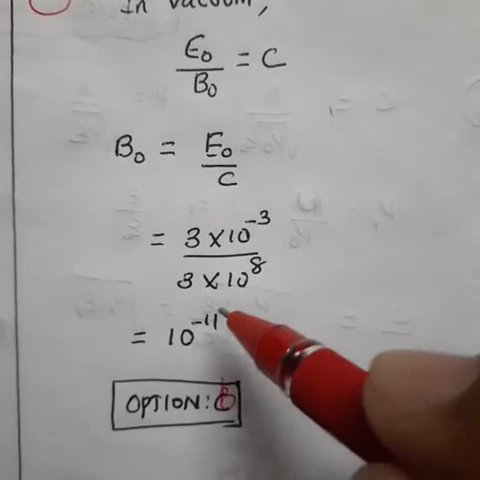 In vacuum,
E₀/B₀ = C
B₀ = E₀/C
= 3×10⁻³/3×10⁸
= 10⁻¹¹
OPTION: